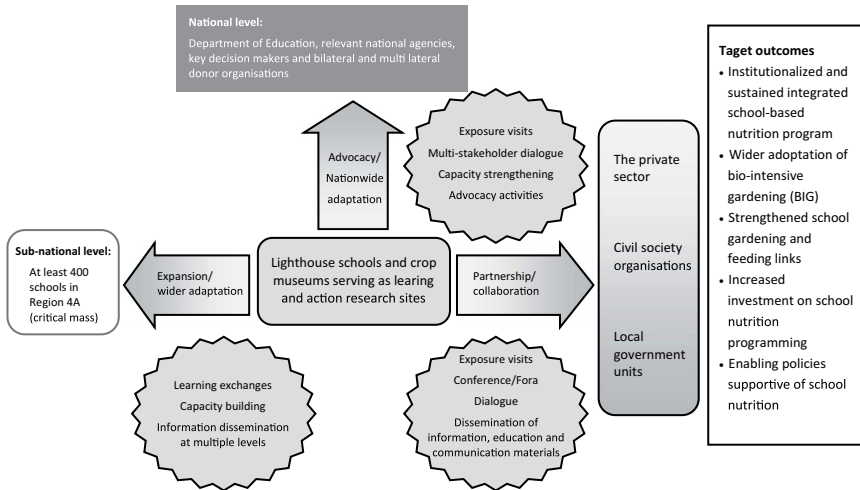 National level:
Department of Education, relevant national agencies,
key decision makers and bilateral and multi lateral
donor organisations
Advocacy/
Nationwide
adaptation
Exposure visits
Multi-stakeholder dialogue
Capacity strengthening
Advocacy activities
Sub-national level:
At least 400
schools in
Region 4A
(critical mass)
Expansion/
wider adaptation
Lighthouse schools and crop
museums serving as learing
and action research sites
Partnership/
collaboration
The private
sector
Civil society
organisations
Local
government
units
Learning exchanges
Capacity building
Information dissemination
at multiple levels
Exposure visits
Conference/Fora
Dialogue
Dissemination of
information, education and
communication materials
Taget outcomes
• Institutionalized and
sustained integrated
school-based
nutrition program
• Wider adoption of
bio-intensive
gardening (BIG)
• Strengthened school
gardening and
feeding links
• Increased
investment on school
nutrition
programming
• Enabling policies
supportive of school
nutrition